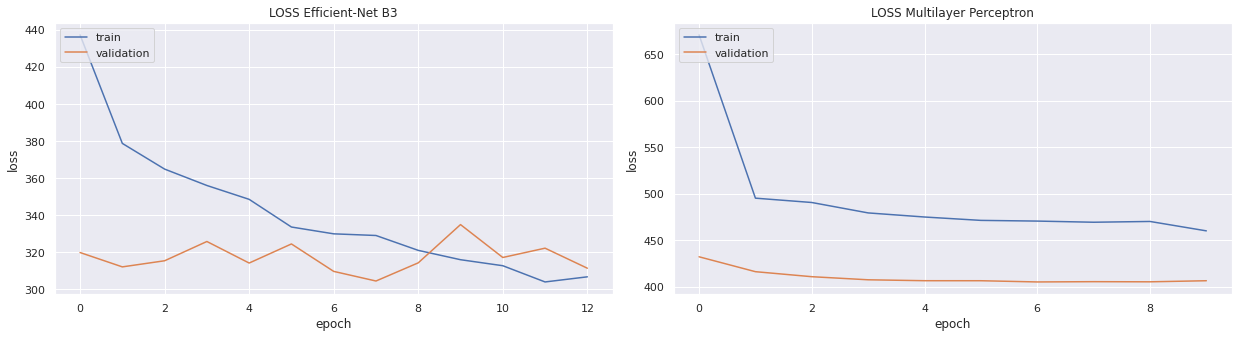 LOSS Efficient-Net B3
440
420
400
380
360
340
320
300
loss
train
validation
0 2 4 6 8 10 12
epoch
LOSS Multilayer Perceptron
650
600
550
500
450
400
loss
train
validation
0 2 4 6 8
epoch